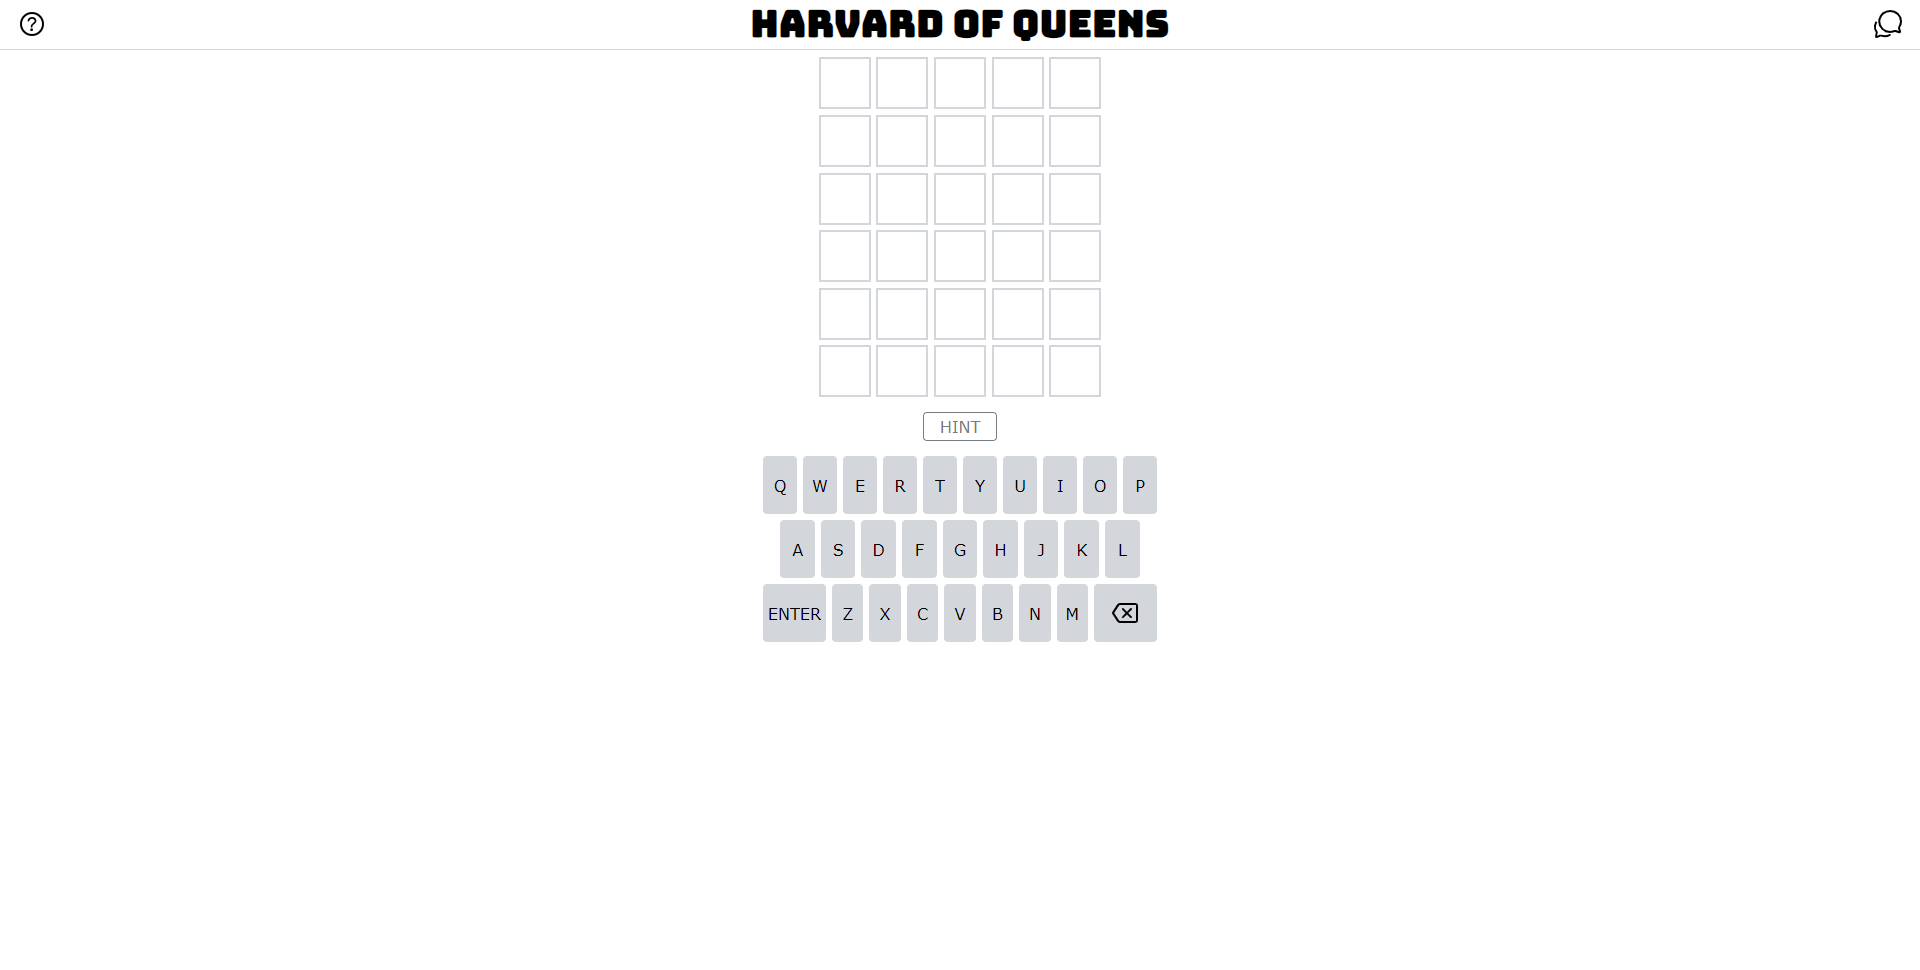 HARVARD OF QUEENS
HINT
Q W E R T Y U I O P
A S D F G H J K L
ENTER Z X C V B N M